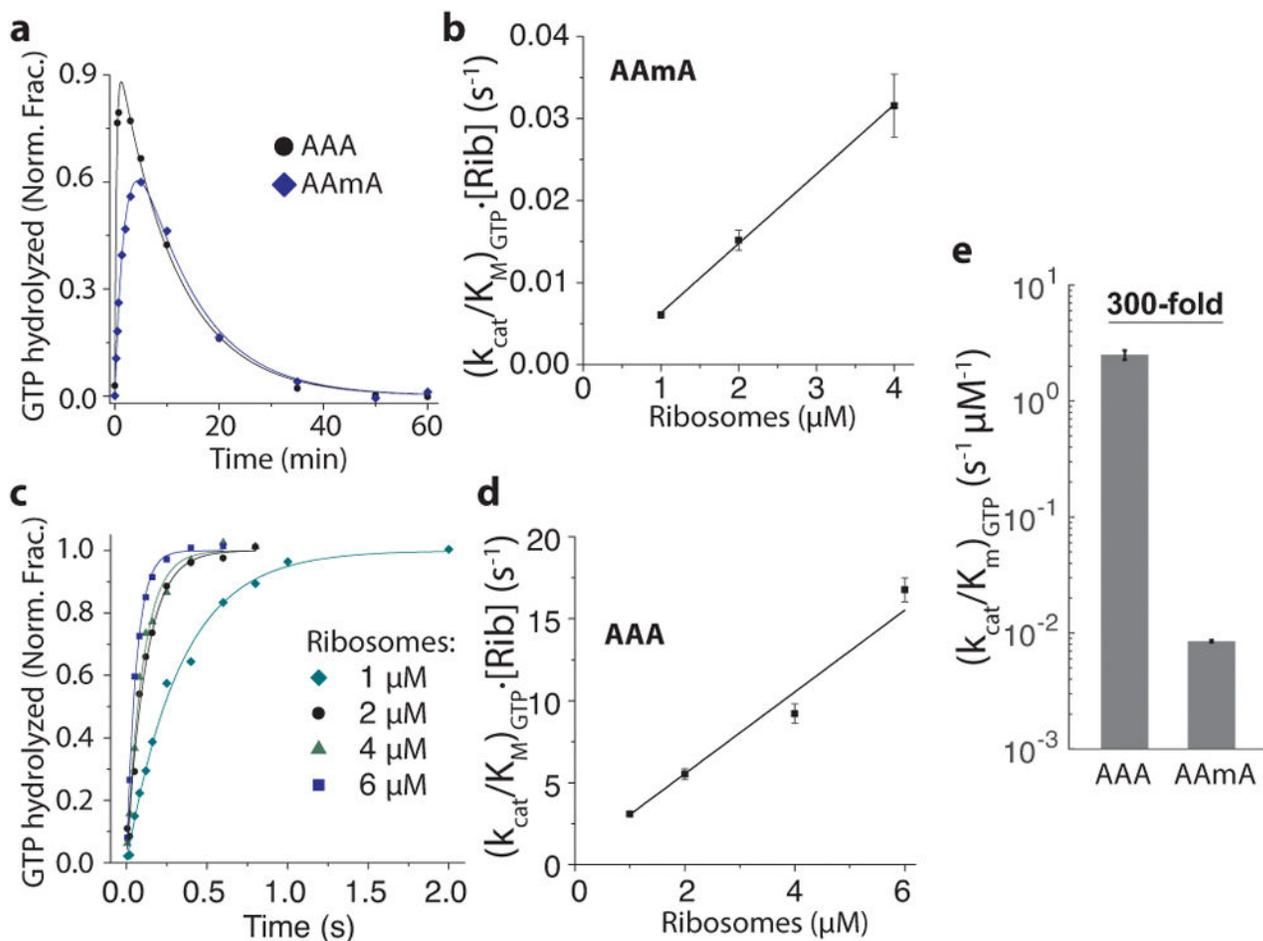 a
GTP hydrolyzed (Norm. Frac.)
0.9
0.6
0.3
0.0
AAA
AAmA
0
20
40
60
Time (min)
b
(kcat/KM)GTP·[Rib] (s-1)
0.04
0.03
0.02
0.01
0.00
AAmA
0
1
2
3
4
Ribosomes (µM)
c
GTP hydrolyzed (Norm. Frac.)
1.0
0.8
0.6
0.4
0.2
0.0
Ribosomes:
1 µM
2 µM
4 µM
6 µM
0.0
0.5
1.0
1.5
2.0
Time (s)
d
(kcat/KM)GTP·[Rib] (s-1)
20
15
10
5
0
AAA
0
2
4
6
Ribosomes (µM)
e
(kcat/Km)GTP (s-1 µM-1)
10^1
10^0
10^-1
10^-2
10^-3
300-fold
AAA
AAmA